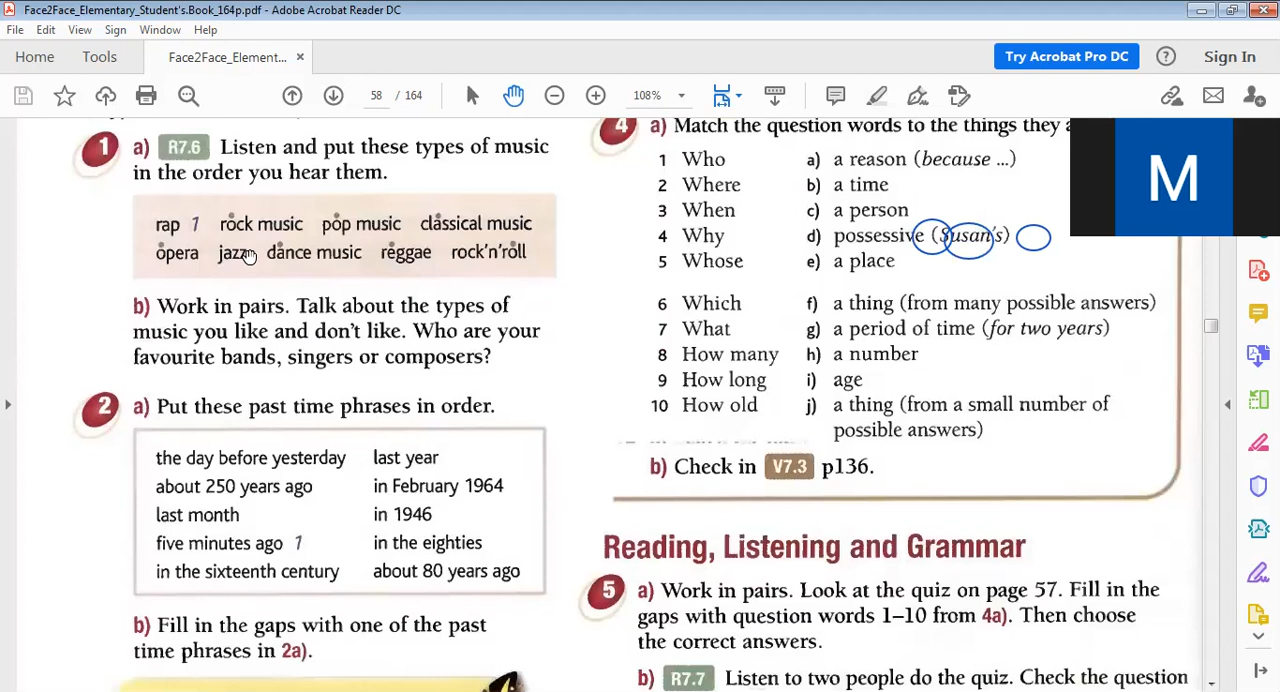 Face2Face_Elementary_Student's.Book_164p.pdf - Adobe Acrobat Reader DC
File Edit View Sign Window Help
Home Tools Face2Face_Element... × Try Acrobat Pro DC ? Sign In
58 / 164 108%
1 a) R7.6 Listen and put these types of music
in the order you hear them.
rap 1 rock music pop music classical music
opera jazz dance music reggae rock'n'roll
b) Work in pairs. Talk about the types of
music you like and don't like. Who are your
favourite bands, singers or composers?
2 a) Put these past time phrases in order.
the day before yesterday last year
about 250 years ago in February 1964
last month in 1946
five minutes ago 1 in the eighties
in the sixteenth century about 80 years ago
b) Fill in the gaps with one of the past
time phrases in 2a).
4 a) Match the question words to the things they a
1 Who a) a reason (because ...)
2 Where b) a time
3 When c) a person
4 Why d) possessive (Susan's)
5 Whose e) a place
6 Which f) a thing (from many possible answers)
7 What g) a period of time (for two years)
8 How many h) a number
9 How long i) age
10 How old j) a thing (from a small number of
possible answers)
b) Check in V7.3 p136.
Reading, Listening and Grammar
5 a) Work in pairs. Look at the quiz on page 57. Fill in the
gaps with question words 1–10 from 4a). Then choose
the correct answers.
b) R7.7 Listen to two people do the quiz. Check the question
M